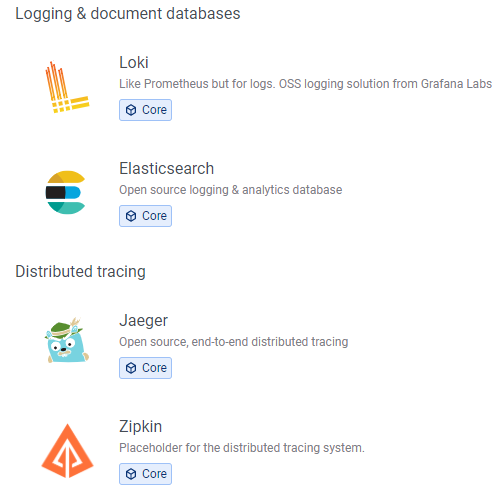 Logging & document databases
Loki
Like Prometheus but for logs. OSS logging solution from Grafana Labs
Core
Elasticsearch
Open source logging & analytics database
Core
Distributed tracing
Jaeger
Open source, end-to-end distributed tracing
Core
Zipkin
Placeholder for the distributed tracing system.
Core